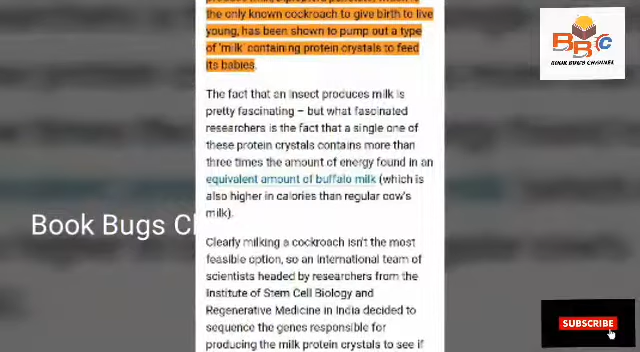 the only known cockroach to give birth to live
young, has been shown to pump out a type
of 'milk' containing protein crystals to feed
its babies.
The fact that an insect produces milk is
pretty fascinating – but what fascinated
researchers is the fact that a single one of
these protein crystals contains more than
three times the amount of energy found in an
equivalent amount of buffalo milk (which is
also higher in calories than regular cow's
milk).
Clearly milking a cockroach isn't the most
feasible option, so an international team of
scientists headed by researchers from the
Institute of Stem Cell Biology and
Regenerative Medicine in India decided to
sequence the genes responsible for
producing the milk protein crystals to see if
Book Bugs C
BBC
BOOK BUGS CHANNEL
SUBSCRIBE